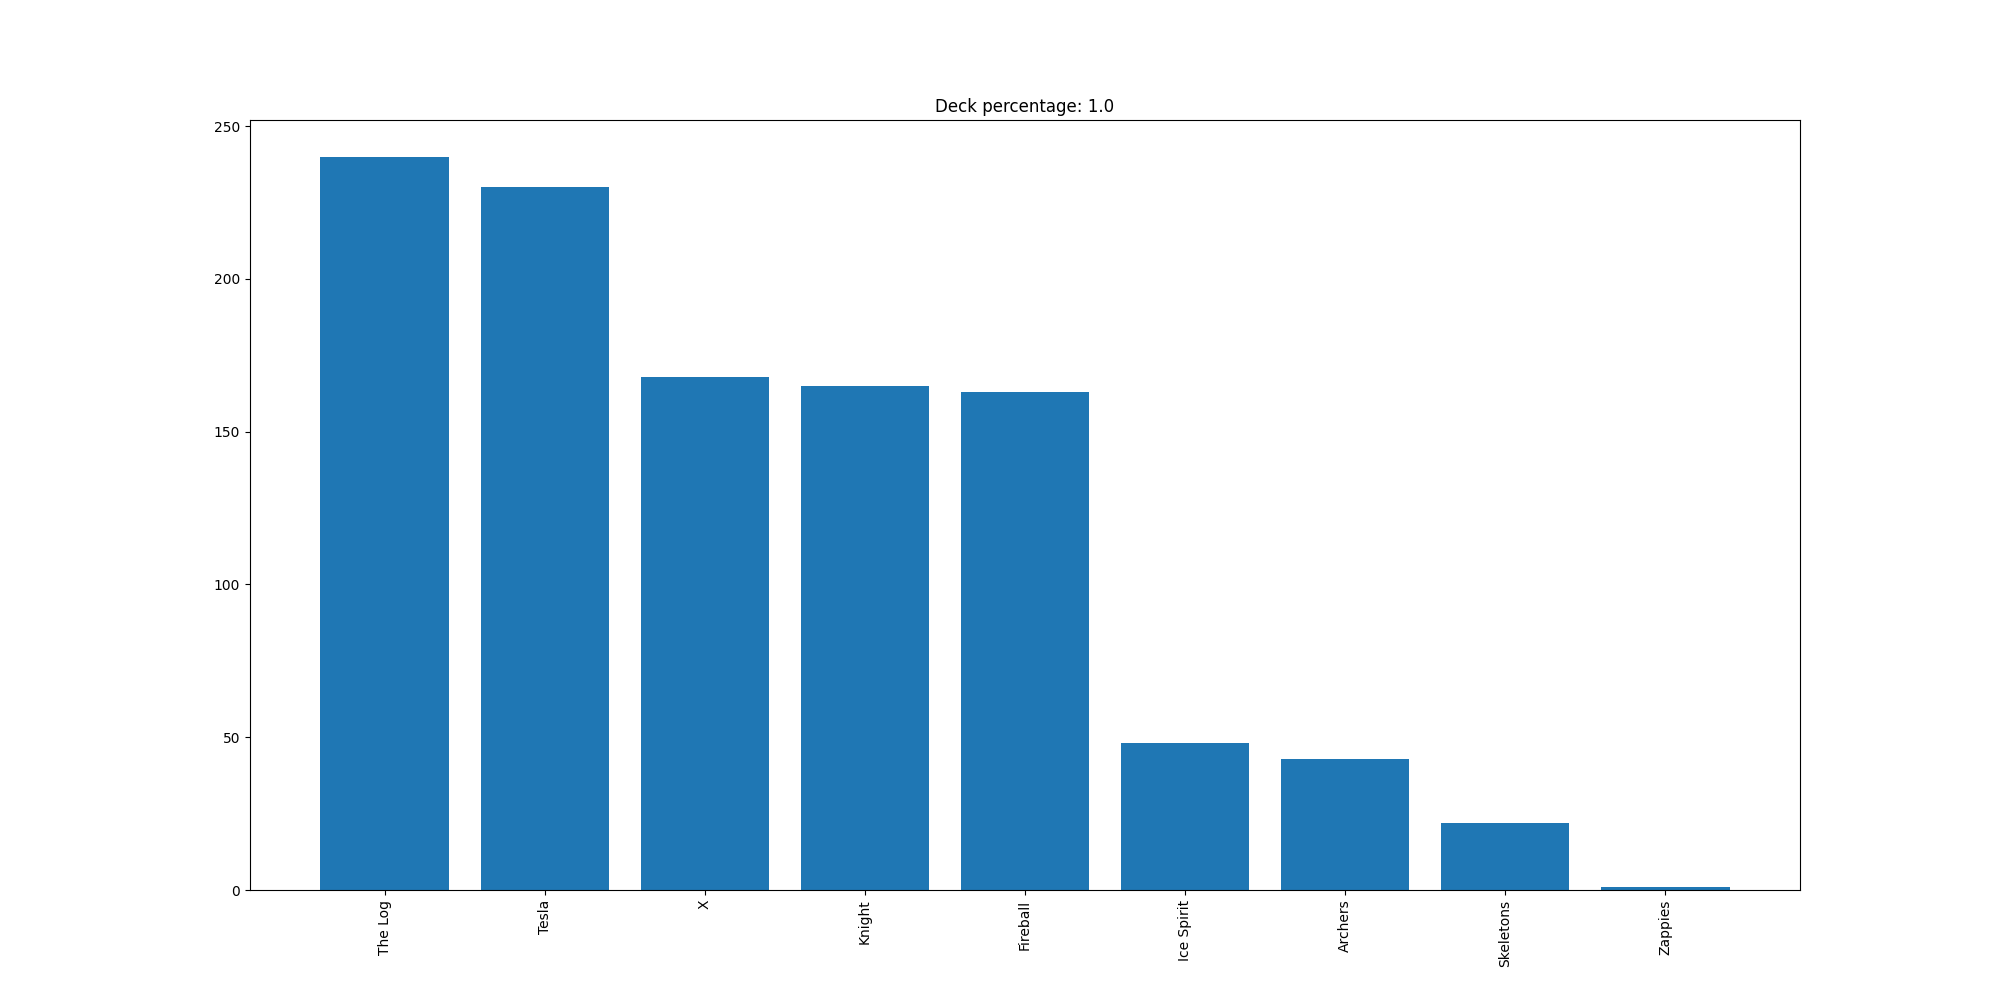 Deck percentage: 1.0
250
200
150
100
50
0
The Log
Tesla
X
Knight
Fireball
Ice Spirit
Archers
Skeletons
Zappies